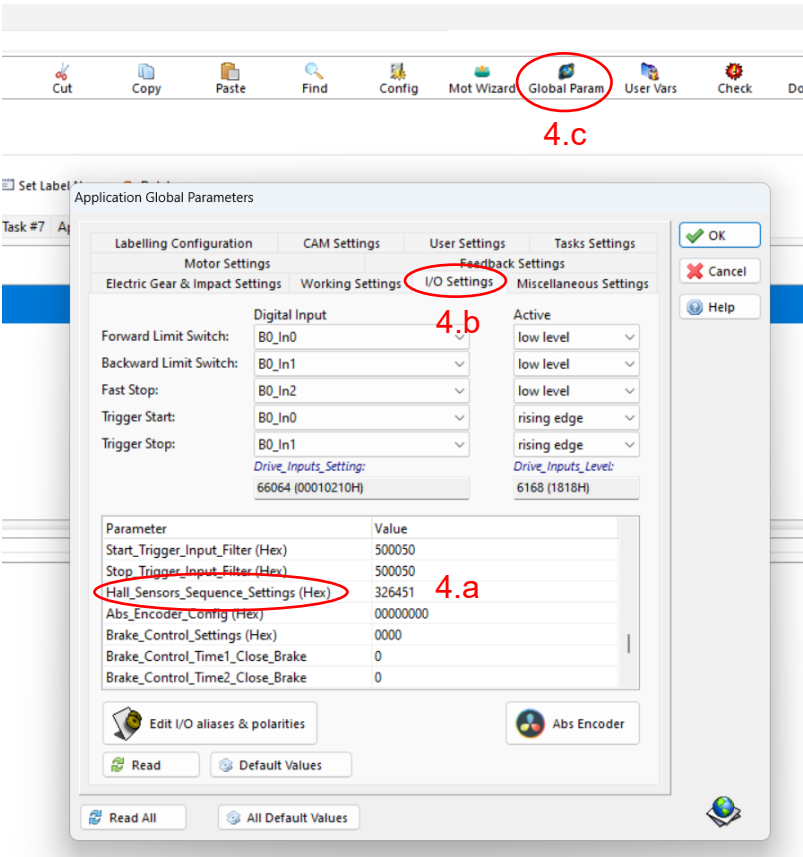 Cut Copy Paste Find Config Mot Wizard Global Param User Vars Check
4.c
Set Label
Application Global Parameters
Task #7
Labelling Configuration CAM Settings User Settings Tasks Settings
Motor Settings Feedback Settings
Electric Gear & Impact Settings Working Settings I/O Settings Miscellaneous Settings
OK
Cancel
Help
Digital Input Active
4.b
Forward Limit Switch: B0_In0 low level
Backward Limit Switch: B0_In1 low level
Fast Stop: B0_In2 low level
Trigger Start: B0_In0 rising edge
Trigger Stop: B0_In1 rising edge
Drive_Inputs_Setting: Drive_Inputs_Level:
66064 (00010210H) 6168 (1818H)
Parameter Value
Start_Trigger_Input_Filter (Hex) 500050
Stop_Trigger_Input_Filter (Hex) 500050
Hall_Sensors_Sequence_Settings (Hex) 326451 4.a
Abs_Encoder_Config (Hex) 00000000
Brake_Control_Settings (Hex) 0000
Brake_Control_Time1_Close_Brake 0
Brake_Control_Time2_Close_Brake 0
Edit I/O aliases & polarities Abs Encoder
Read Default Values
Read All All Default Values